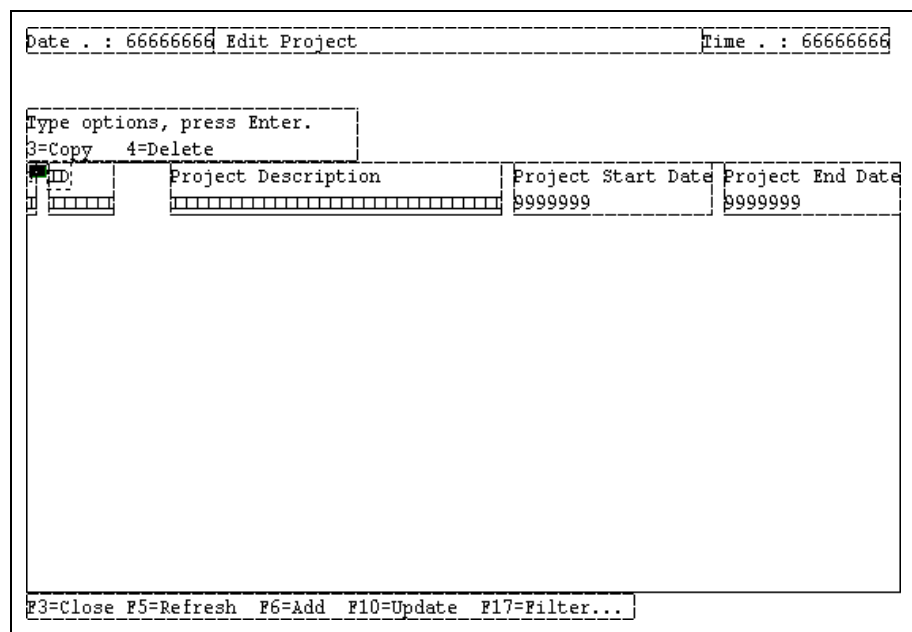 Date . : 66666666 Edit Project Time . : 66666666
Type options, press Enter.
3=Copy 4=Delete
Project Description Project Start Date Project End Date
9999999 9999999
F3=Close F5=Refresh F6=Add F10=Update F17=Filter...